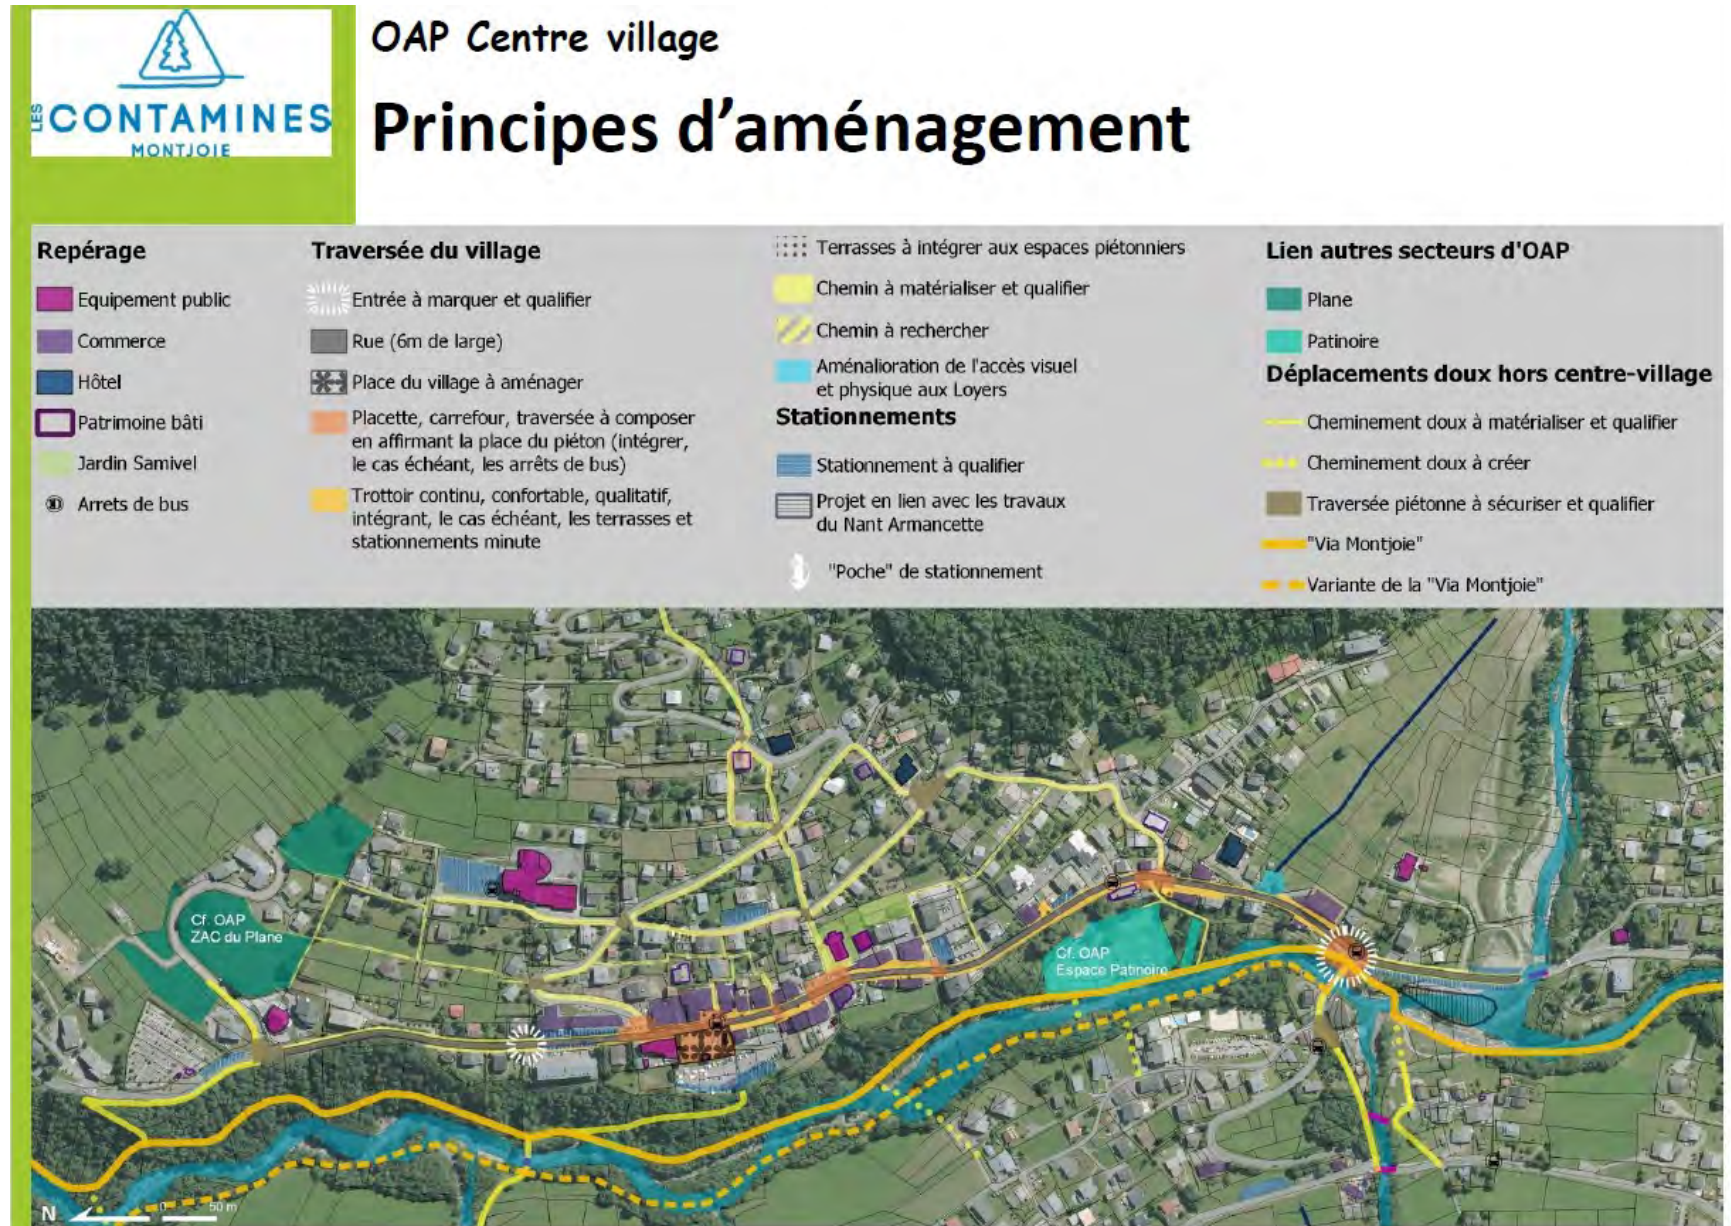 LES
CONTAMINES
MONTJOIE
OAP Centre village
Principes d'aménagement
Repérage
Equipement public
Commerce
Hôtel
Patrimoine bâti
Jardin Samivel
Arrets de bus
Traversée du village
Entrée à marquer et qualifier
Rue (6m de large)
Place du village à aménager
Placette, carrefour, traversée à composer
en affirmant la place du piéton (intégrer,
le cas échéant, les arrêts de bus)
Trottoir continu, confortable, qualitatif,
intégrant, le cas échéant, les terrasses et
stationnements minute
Terrasses à intégrer aux espaces piétonniers
Chemin à matérialiser et qualifier
Chemin à rechercher
Aménalioration de l'accès visuel
et physique aux Loyers
Stationnements
Stationnement à qualifier
Projet en lien avec les travaux
du Nant Armancette
"Poche" de stationnement
Lien autres secteurs d'OAP
Plane
Patinoire
Déplacements doux hors centre-village
Cheminement doux à matérialiser et qualifier
Cheminement doux à créer
Traversée piétonne à sécuriser et qualifier
"Via Montjoie"
Variante de la "Via Montjoie"
Cf. OAP
ZAC du Plane
Cf. OAP
Espace Patinoire
N
0 50 m